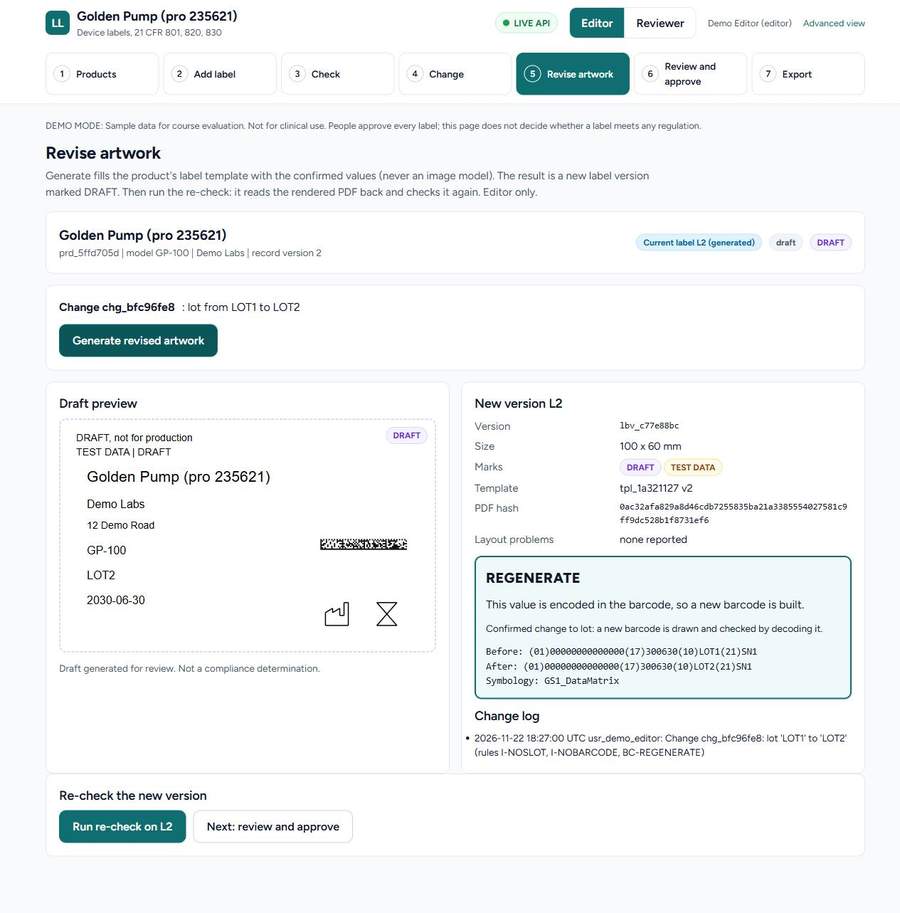 LL
Golden Pump (pro 235621)
Device labels, 21 CFR 801, 820, 830
LIVE API
Editor
Reviewer
Demo Editor (editor)
Advanced view
1 Products
2 Add label
3 Check
4 Change
5 Revise artwork
6 Review and approve
7 Export
DEMO MODE: Sample data for course evaluation. Not for clinical use. People approve every label; this page does not decide whether a label meets any regulation.
Revise artwork
Generate fills the product's label template with the confirmed values (never an image model). The result is a new label version
marked DRAFT. Then run the re-check: it reads the rendered PDF back and checks it again. Editor only.
Golden Pump (pro 235621)
prd_5ffd705d | model GP-100 | Demo Labs | record version 2
Current label L2 (generated)
draft
DRAFT
Change chg_bfc96fe8 : lot from LOT1 to LOT2
Generate revised artwork
Draft preview
DRAFT, not for production
TEST DATA | DRAFT
DRAFT
Golden Pump (pro 235621)
Demo Labs
12 Demo Road
GP-100
LOT2
2030-06-30
Draft generated for review. Not a compliance determination.
New version L2
Version lbv_c77e88bc
Size 100 x 60 mm
Marks DRAFT TEST DATA
Template tpl_1a321127 v2
PDF hash 0ac32afa829a8d46cdb7255835ba21a3385554027581c9
ff9dc528b1f8731ef6
Layout problems none reported
REGENERATE
This value is encoded in the barcode, so a new barcode is built.
Confirmed change to lot: a new barcode is drawn and checked by decoding it.
Before: (01)00000000000000(17)300630(10)LOT1(21)SN1
After: (01)00000000000000(17)300630(10)LOT2(21)SN1
Symbology: GS1_DataMatrix
Change log
• 2026-11-22 18:27:00 UTC usr_demo_editor: Change chg_bfc96fe8: lot 'LOT1' to 'LOT2'
(rules I-NOSLOT, I-NOBARCODE, BC-REGENERATE)
Re-check the new version
Run re-check on L2
Next: review and approve